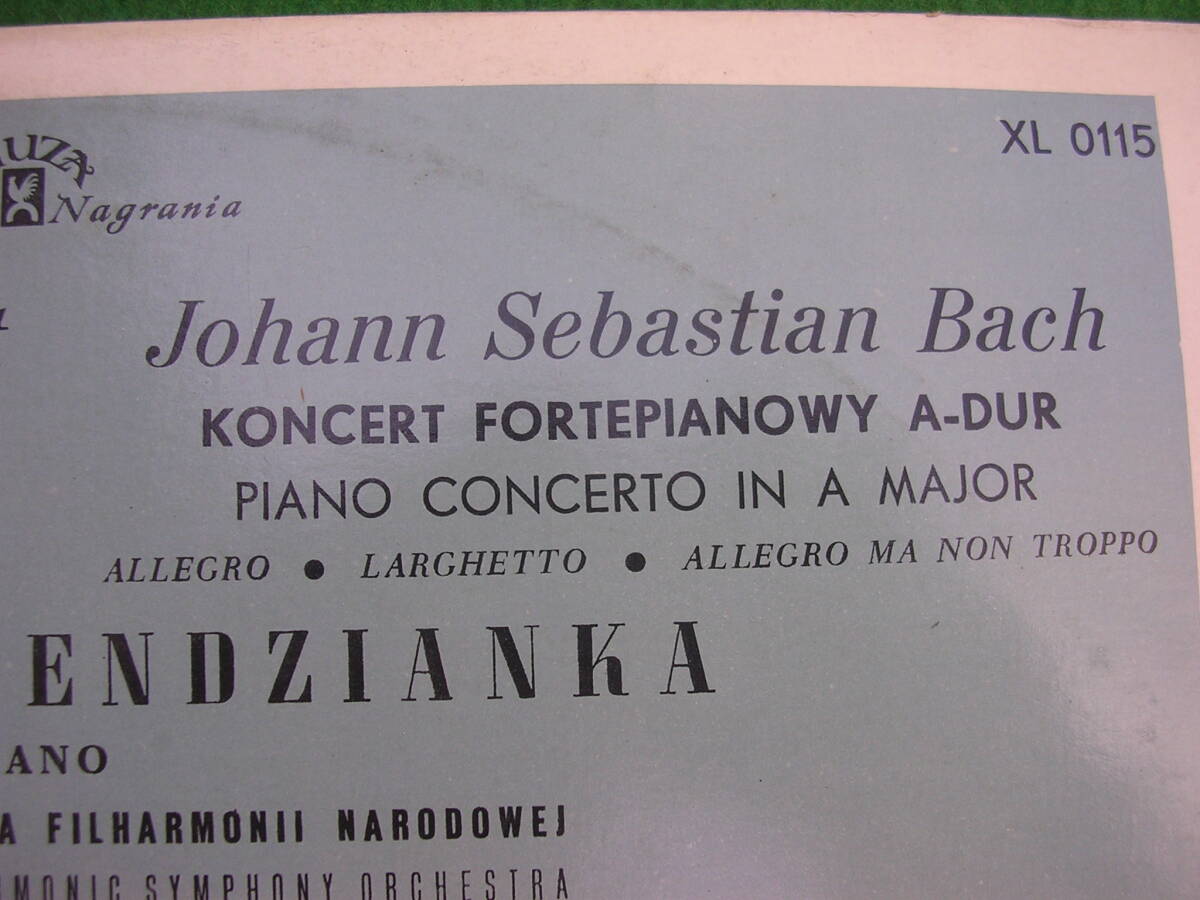 XL 0115
Nagrania
Johann Sebastian Bach
KONCERT FORTEPIANOWY A-DUR
PIANO CONCERTO IN A MAJOR
ALLEGRO ● LARGHETTO ● ALLEGRO MA NON TROPPO
ENDZIANKA
ANO
A FILHARMONII NARODOWEJ
MONIC SYMPHONY ORCHESTRA